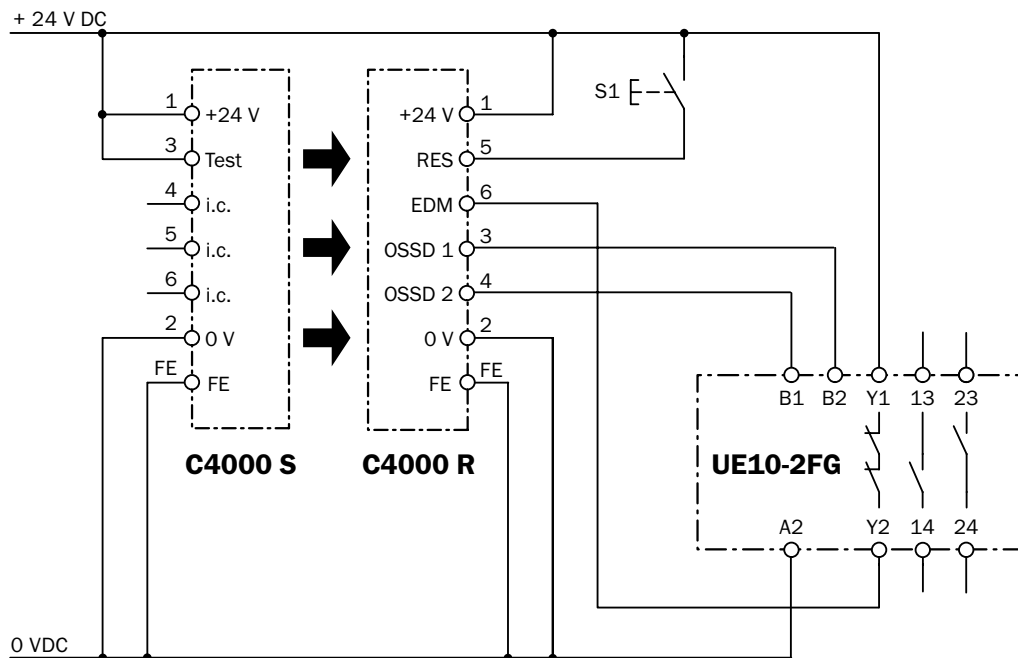 + 24 V DC
1 +24 V
3 Test
4 i.c.
5 i.c.
6 i.c.
2 0 V
FE FE
C4000 S
+24 V 1
RES 5
EDM 6
OSSD 1 3
OSSD 2 4
0 V 2
FE FE
C4000 R
S1
B1 B2 Y1 13 23
UE10-2FG
A2 Y2 14 24
0 VDC